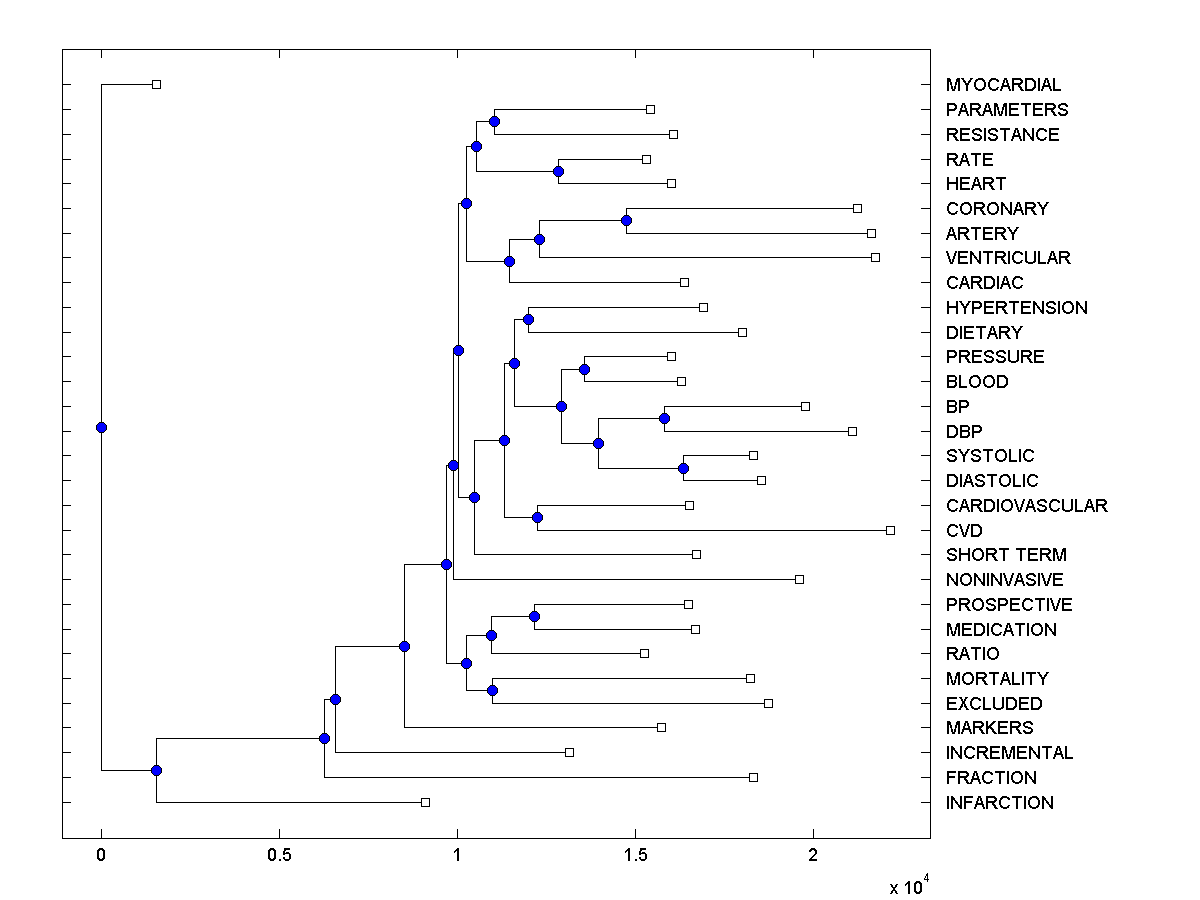 MYOCARDIAL
PARAMETERS
RESISTANCE
RATE
HEART
CORONARY
ARTERY
VENTRICULAR
CARDIAC
HYPERTENSION
DIETARY
PRESSURE
BLOOD
BP
DBP
SYSTOLIC
DIASTOLIC
CARDIOVASCULAR
CVD
SHORT TERM
NONINVASIVE
PROSPECTIVE
MEDICATION
RATIO
MORTALITY
EXCLUDED
MARKERS
INCREMENTAL
FRACTION
INFARCTION
0 0.5 1 1.5 2
x 10^4